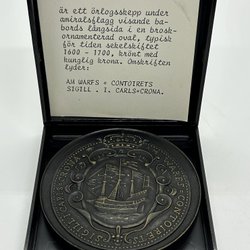 är ett örlogsskepp under
amiralsflagg visande ba-
bords långsida i en brosk-
ornamenterad oval, typisk
för tiden sekelskiftet
1600 - 1700, krönt med
kunglig krona. Omskriften
lyder:
AM WARFS + CONTOIRETS
SIGILL . I . CARLS+CRONA.